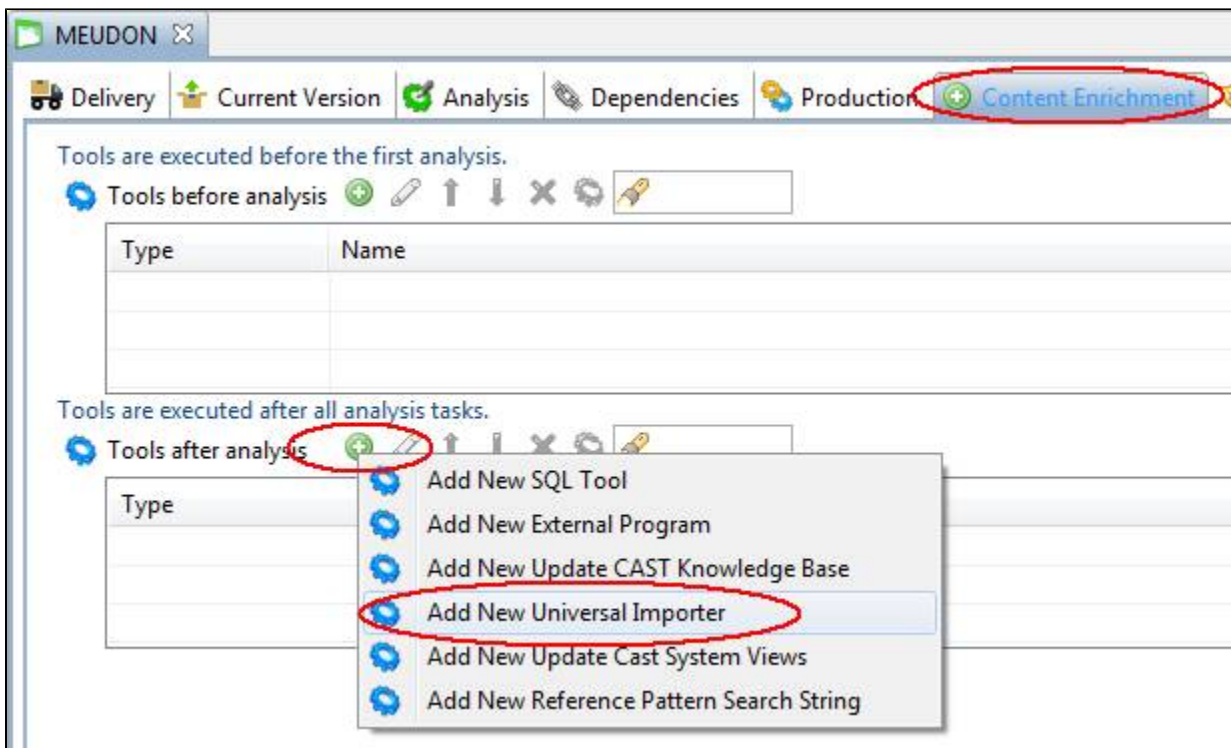 MEUDON
Delivery Current Version Analysis Dependencies Production Content Enrichment
Tools are executed before the first analysis.
Tools before analysis
Type Name
Tools are executed after all analysis tasks.
Tools after analysis
Type
Add New SQL Tool
Add New External Program
Add New Update CAST Knowledge Base
Add New Universal Importer
Add New Update Cast System Views
Add New Reference Pattern Search String